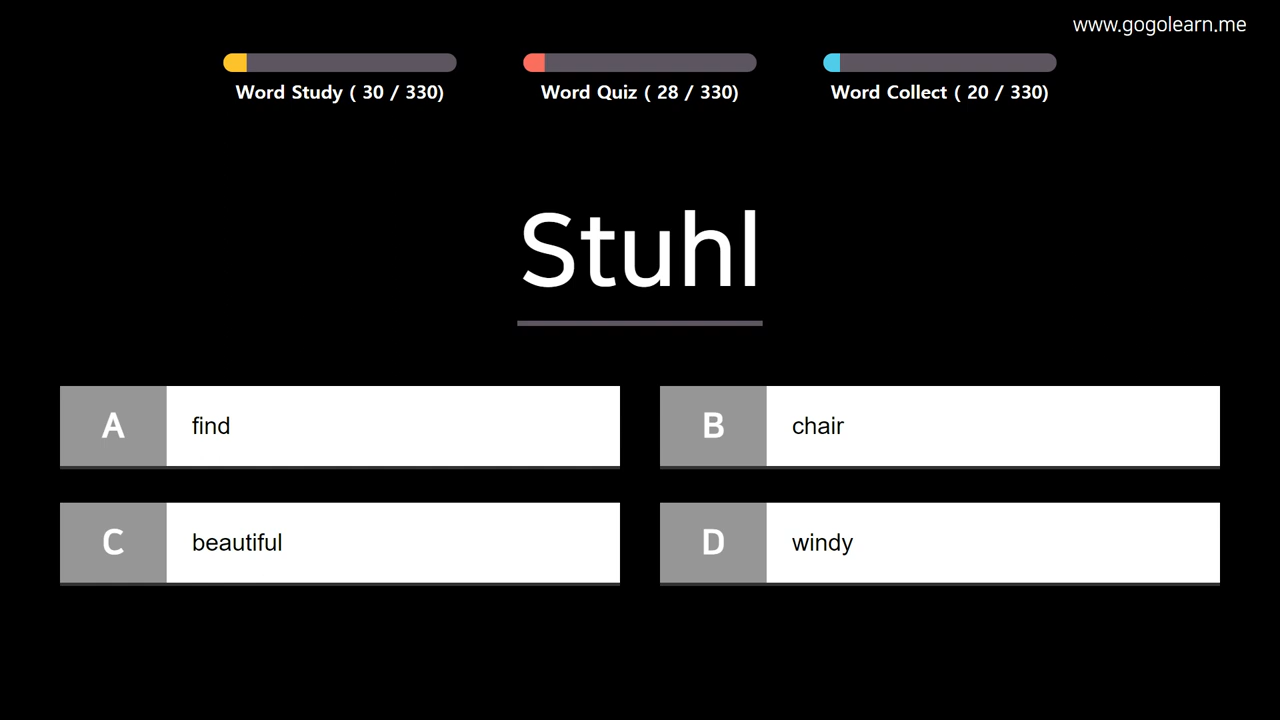 www.gogolearn.me
Word Study ( 30 / 330)
Word Quiz ( 28 / 330)
Word Collect ( 20 / 330)
Stuhl
A find
B chair
C beautiful
D windy